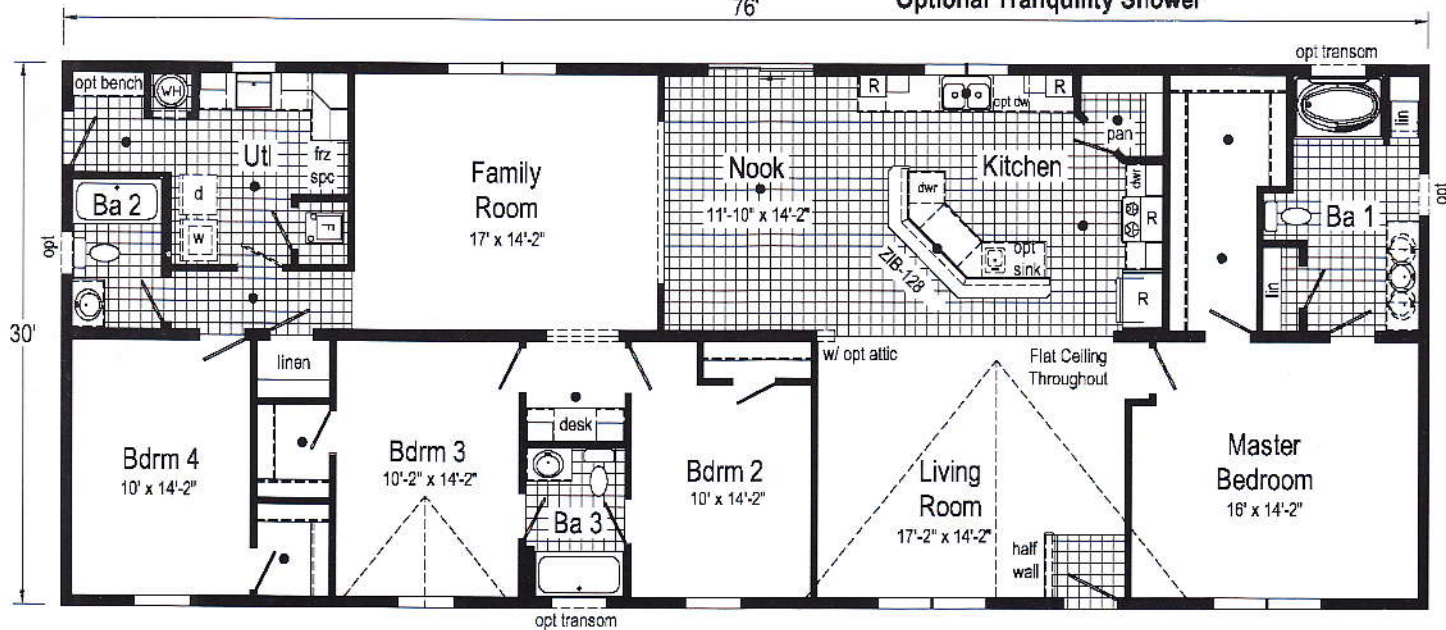 76'
Optional Tranquility Shower
opt transom
opt bench
WH
R
R
opt dw
lin
Utl
frz
spc
Family
Room
17' x 14'-2"
Nook
11'-10" x 14'-2"
Kitchen
pan
dwr
dwr
R
d
w
F
Ba 2
opt
Ba 1
opt
ZIB-128
opt
sink
R
lin
30'
linen
w/ opt attic
Flat Ceiling
Throughout
desk
Bdrm 4
10' x 14'-2"
Bdrm 3
10'-2" x 14'-2"
Ba 3
Bdrm 2
10' x 14'-2"
Living
Room
17'-2" x 14'-2"
half
wall
Master
Bedroom
16' x 14'-2"
opt transom